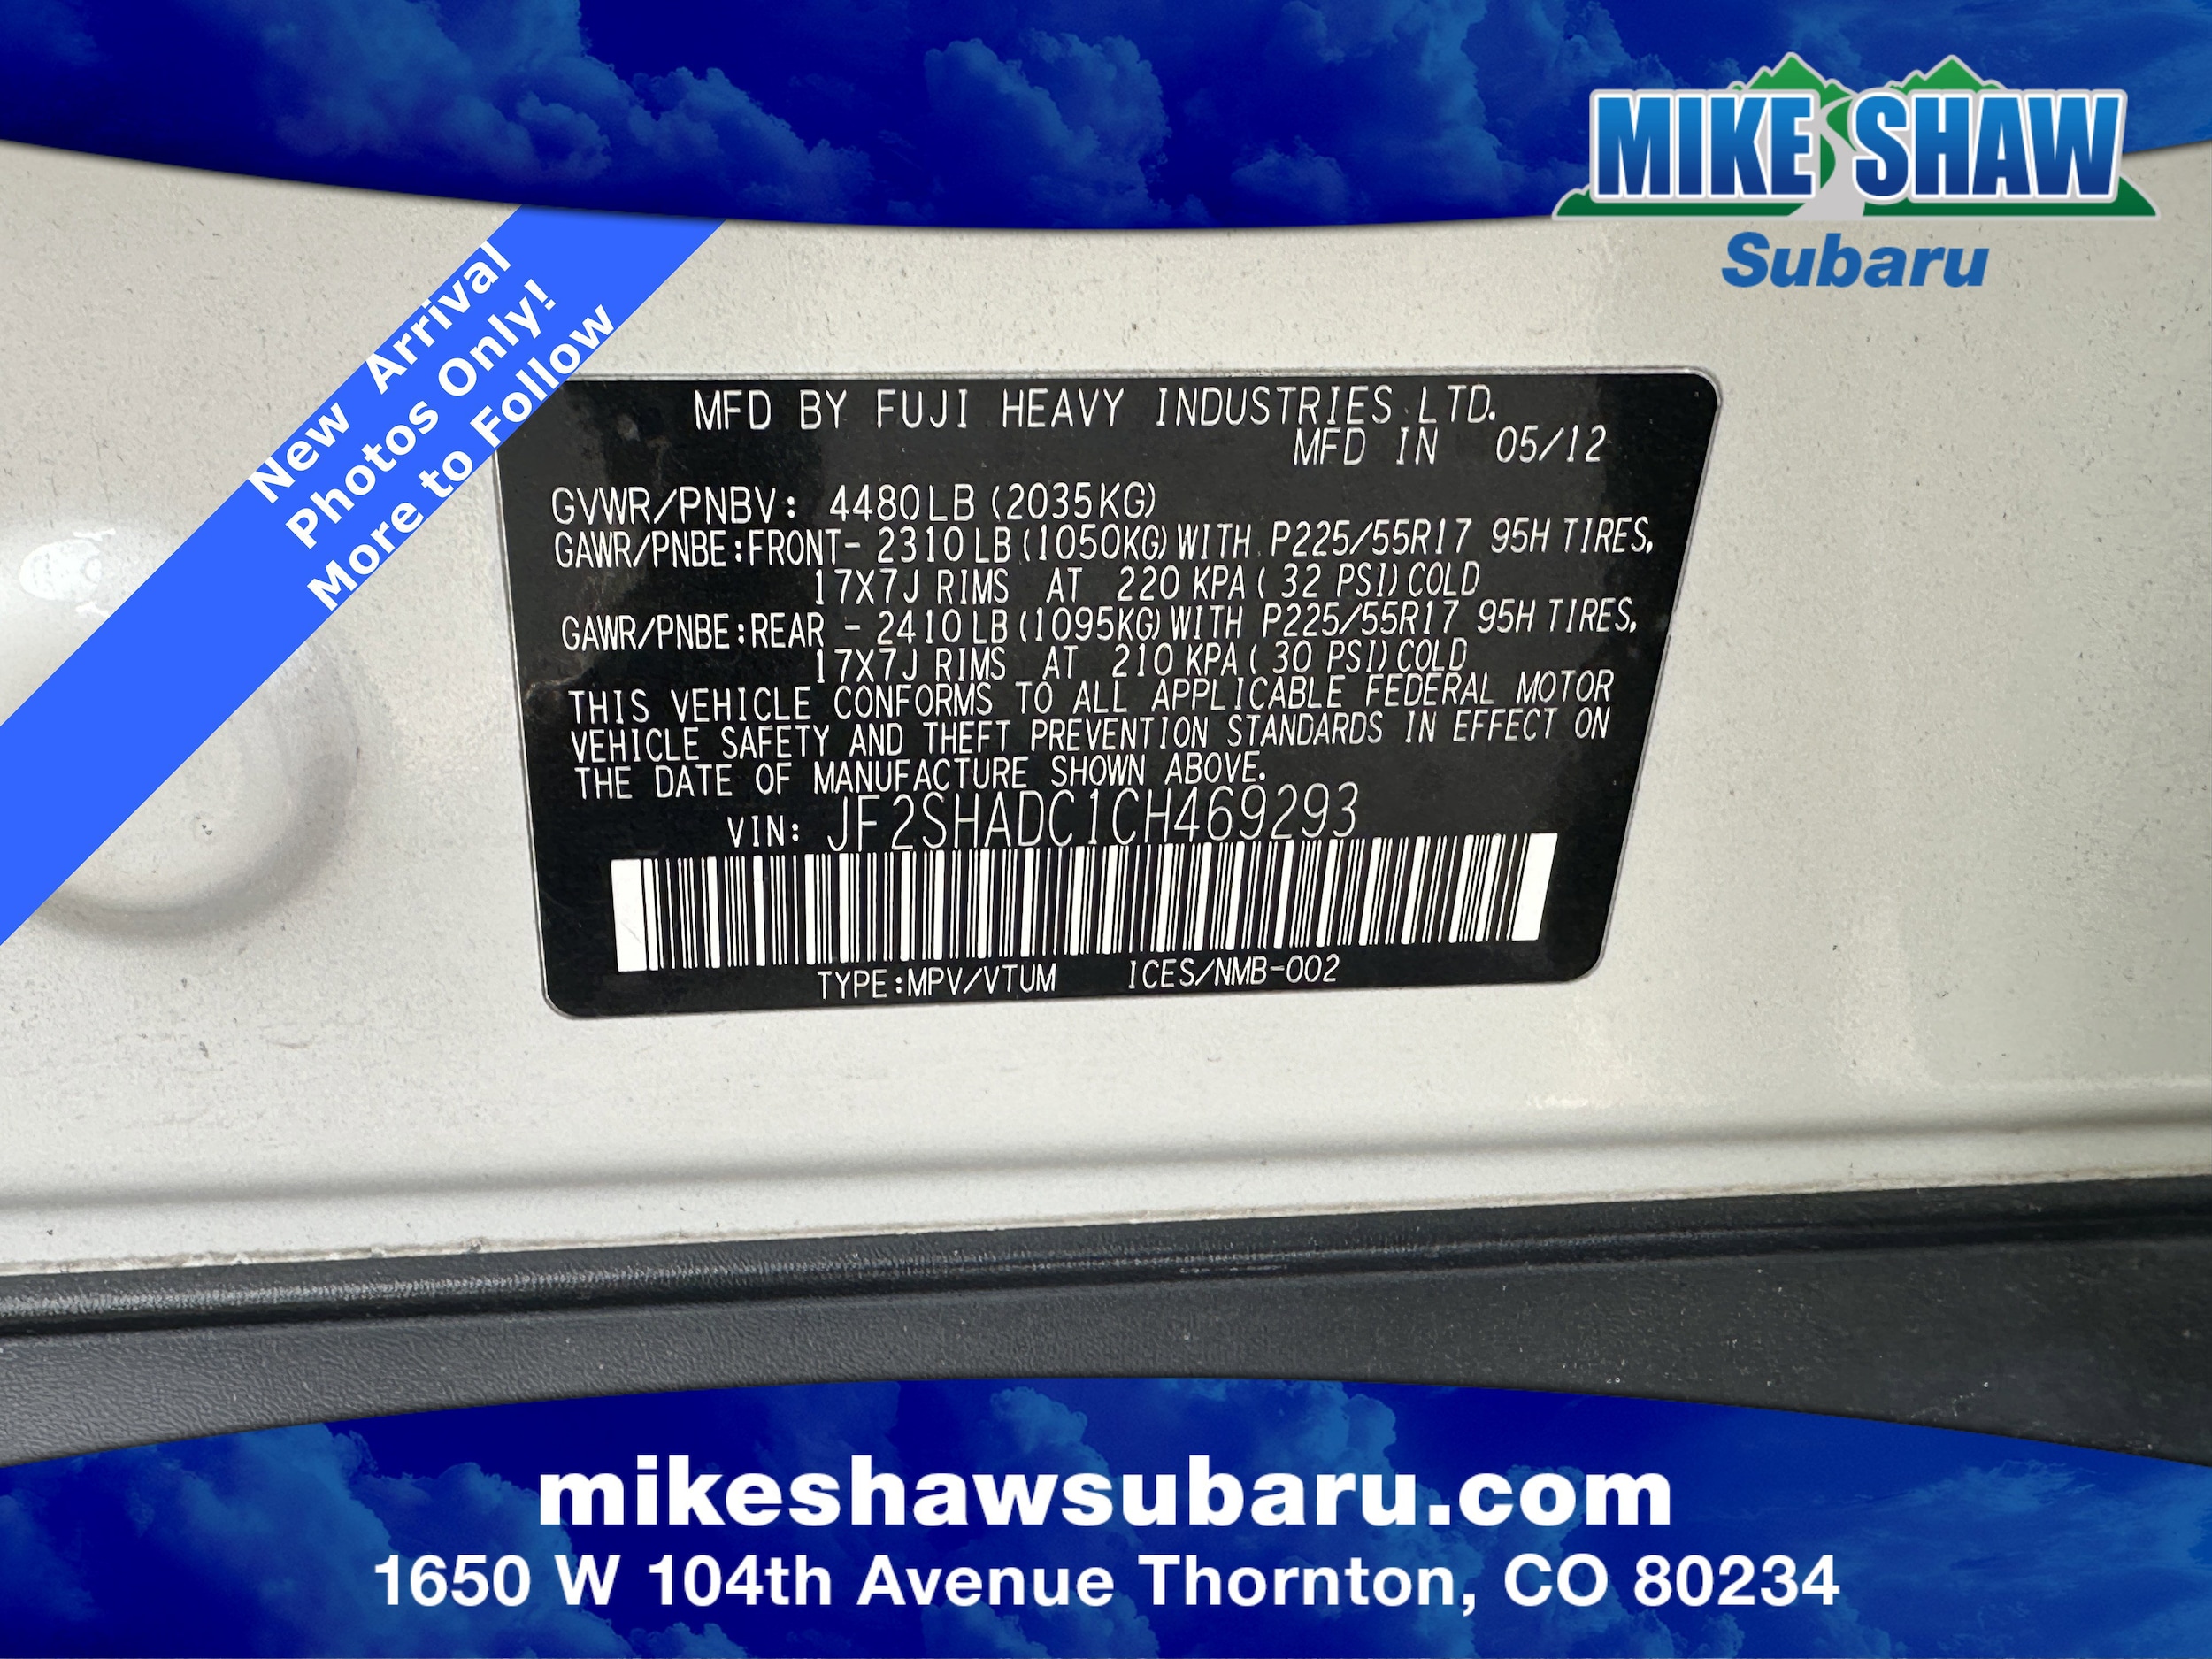 MIKE SHAW
Subaru
New Arrival
Photos Only!
More to Follow
MFD BY FUJI HEAVY INDUSTRIES LTD.
MFD IN 05/12
GVWR/PNBV: 4480LB (2035KG)
GAWR/PNBE:FRONT- 2310LB(1050KG)WITH P225/55R17 95H TIRES,
17X7J RIMS AT 220 KPA( 32 PSI)COLD
GAWR/PNBE:REAR - 2410LB(1095KG)WITH P225/55R17 95H TIRES,
17X7J RIMS AT 210 KPA( 30 PSI)COLD
THIS VEHICLE CONFORMS TO ALL APPLICABLE FEDERAL MOTOR
VEHICLE SAFETY AND THEFT PREVENTION STANDARDS IN EFFECT ON
THE DATE OF MANUFACTURE SHOWN ABOVE.
VIN: JF2SHADC1CH469293
TYPE:MPV/VTUM ICES/NMB-002
mikeshawsubaru.com
1650 W 104th Avenue Thornton, CO 80234